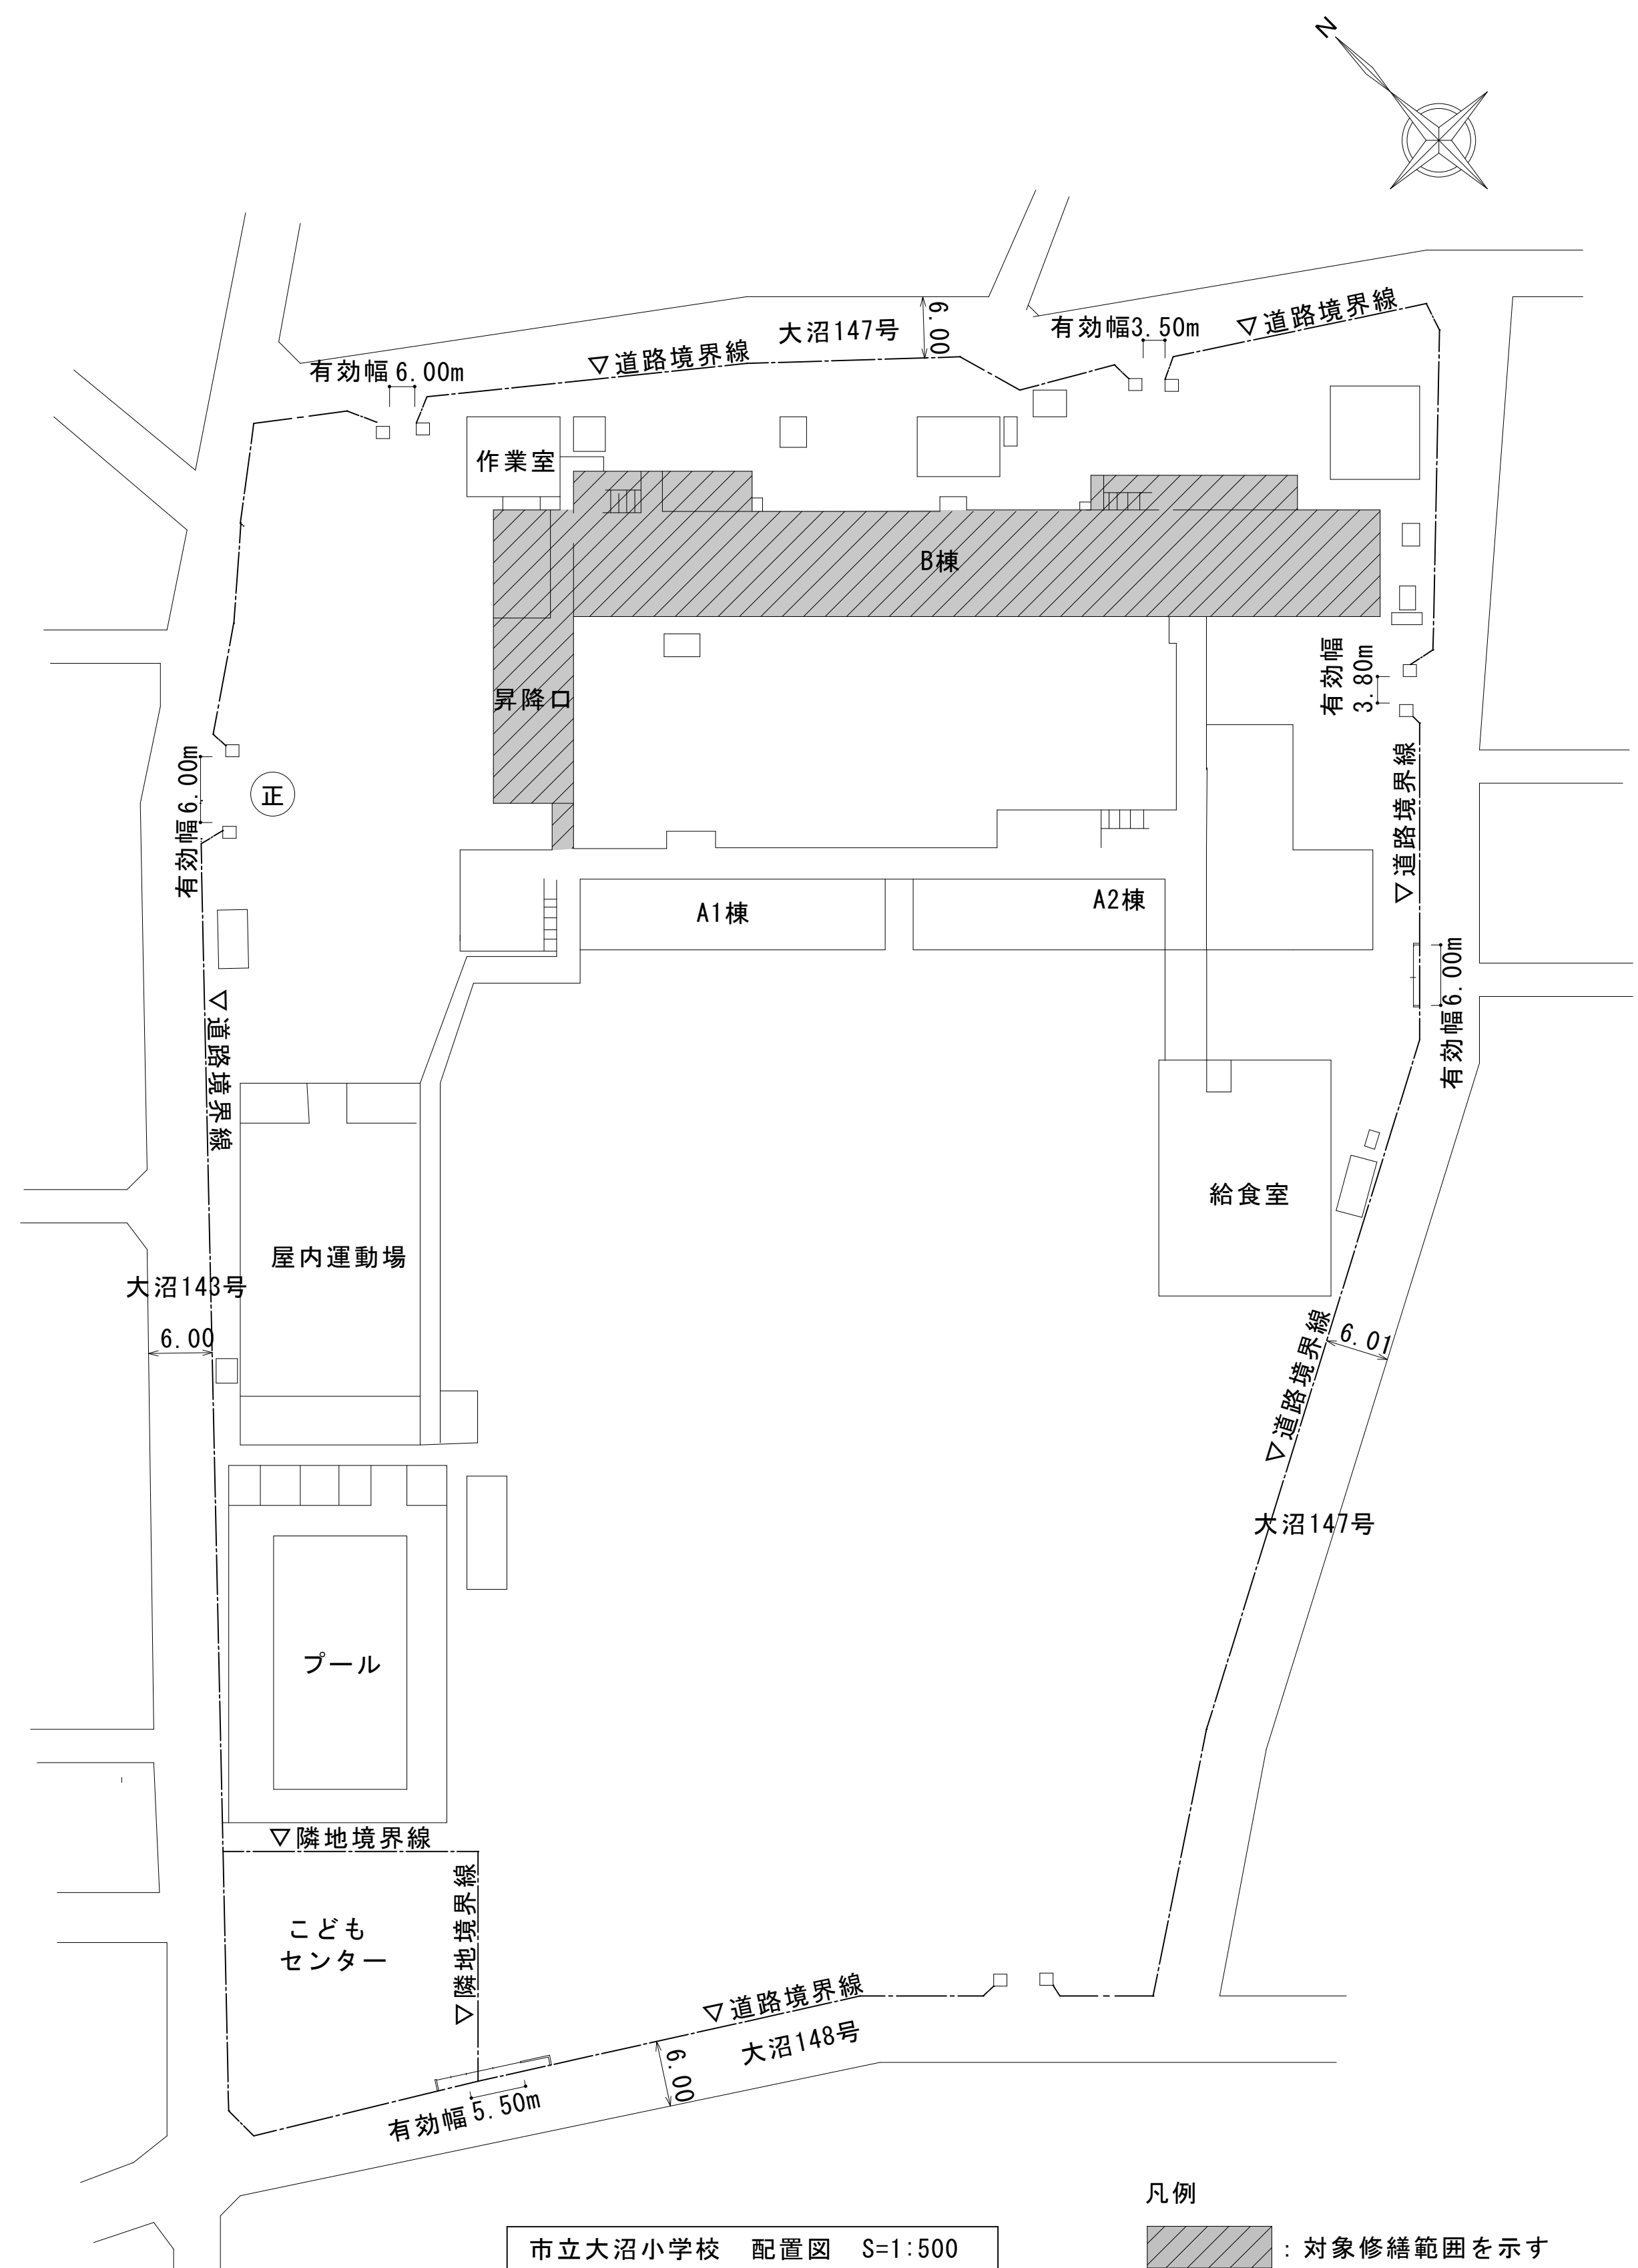 N
大沼147号
6.00
有効幅3.50m
▽道路境界線
▽道路境界線
有効幅6.00m
作業室
B棟
有効幅
3.80m
昇降口
有効幅6.00m
正
▽道路境界線
A1棟
A2棟
有効幅6.00m
▽道路境界線
給食室
屋内運動場
大沼143号
6.00
▽道路境界線
6.01
大沼147号
プール
▽隣地境界線
▽隣地境界線
こども
センター
▽道路境界線
大沼148号
6.00
有効幅5.50m
凡例
市立大沼小学校 配置図 S=1:500
：対象修繕範囲を示す